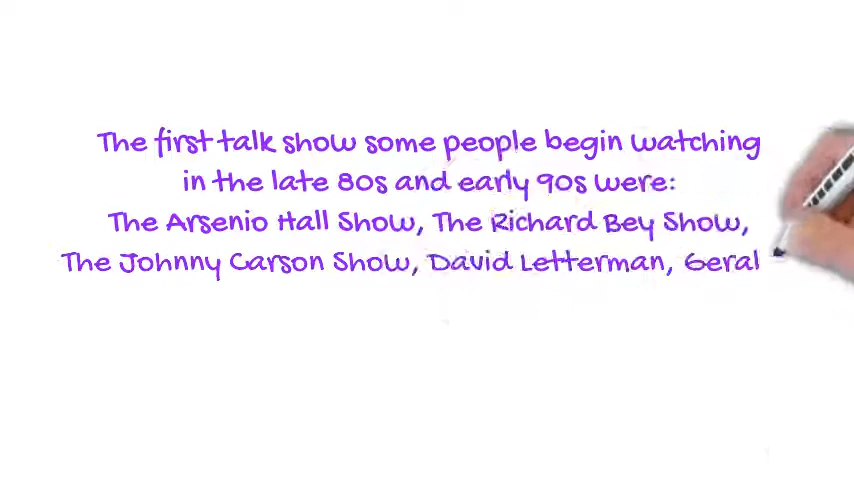 The first talk show some people begin watching
in the late 80s and early 90s were:
The Arsenio Hall Show, The Richard Bey Show,
The Johnny Carson Show, David Letterman, Geral